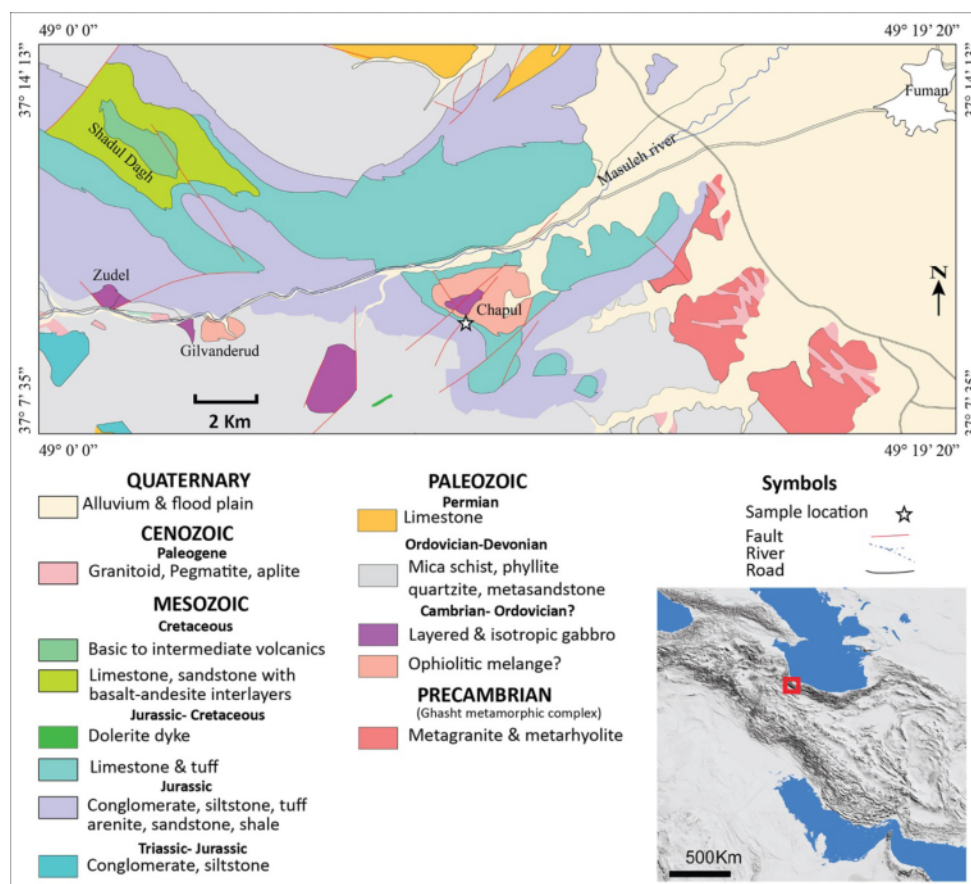 49° 0' 0"
49° 19' 20"
37° 14' 13"
37° 14' 13"
Fuman
Shadul Dagh
Masuleh river
Zudel
Chapul
N
Gilvanderud
2 Km
37° 7' 35"
37° 7' 35"
49° 0' 0"
49° 19' 20"
QUATERNARY
Alluvium & flood plain
CENOZOIC
Paleogene
Granitoid, Pegmatite, aplite
MESOZOIC
Cretaceous
Basic to intermediate volcanics
Limestone, sandstone with
basalt-andesite interlayers
Jurassic- Cretaceous
Dolerite dyke
Limestone & tuff
Jurassic
Conglomerate, siltstone, tuff
arenite, sandstone, shale
Triassic- Jurassic
Conglomerate, siltstone
PALEOZOIC
Permian
Limestone
Ordovician-Devonian
Mica schist, phyllite
quartzite, metasandstone
Cambrian- Ordovician?
Layered & isotropic gabbro
Ophiolitic melange?
PRECAMBRIAN
(Ghasht metamorphic complex)
Metagranite & metarhyolite
Symbols
Sample location
Fault
River
Road
500Km